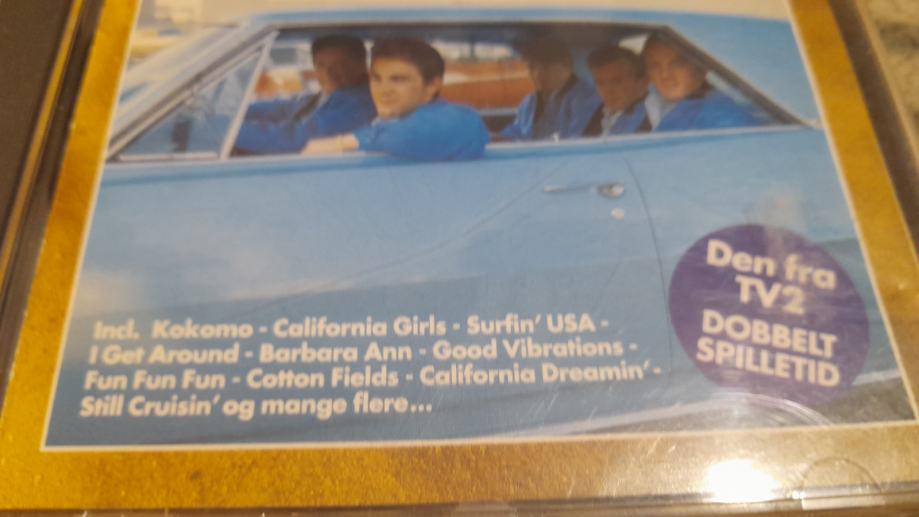 Incl. Kokomo - California Girls - Surfin' USA -
I Get Around - Barbara Ann - Good Vibrations -
Fun Fun Fun - Cotton Fields - California Dreamin' -
Still Cruisin' og mange flere...
Den fra
TV2
DOBBELT
SPILLETID